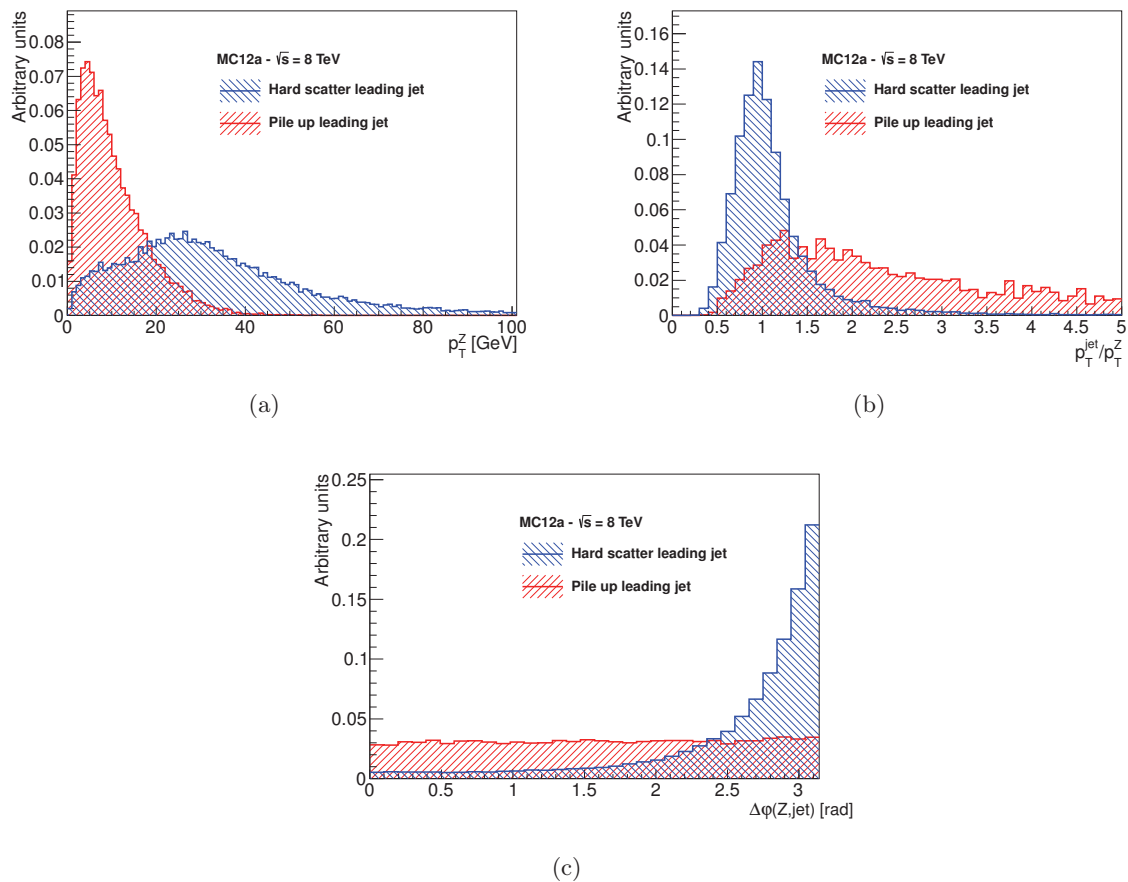 Arbitrary units
0.08
0.07
0.06
0.05
0.04
0.03
0.02
0.01
0
MC12a - √s = 8 TeV
Hard scatter leading jet
Pile up leading jet
0 20 40 60 80 100
p_T^Z [GeV]
(a)
Arbitrary units
0.16
0.14
0.12
0.1
0.08
0.06
0.04
0.02
0
MC12a - √s = 8 TeV
Hard scatter leading jet
Pile up leading jet
0 0.5 1 1.5 2 2.5 3 3.5 4 4.5 5
p_T^jet/p_T^Z
(b)
Arbitrary units
0.25
0.2
0.15
0.1
0.05
0
MC12a - √s = 8 TeV
Hard scatter leading jet
Pile up leading jet
0 0.5 1 1.5 2 2.5 3
Δφ(Z,jet) [rad]
(c)